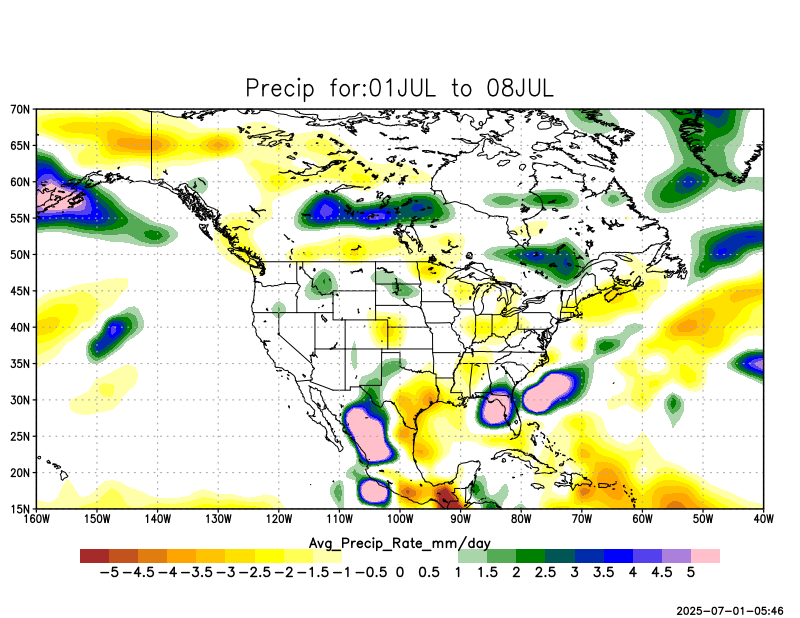 Precip for:01JUL to 08JUL
70N
65N
60N
55N
50N
45N
40N
35N
30N
25N
20N
15N
160W 150W 140W 130W 120W 110W 100W 90W 80W 70W 60W 50W 40W
Avg_Precip_Rate_mm/day
-5 -4.5 -4 -3.5 -3 -2.5 -2 -1.5 -1 -0.5 0 0.5 1 1.5 2 2.5 3 3.5 4 4.5 5
2025-07-01-05:46